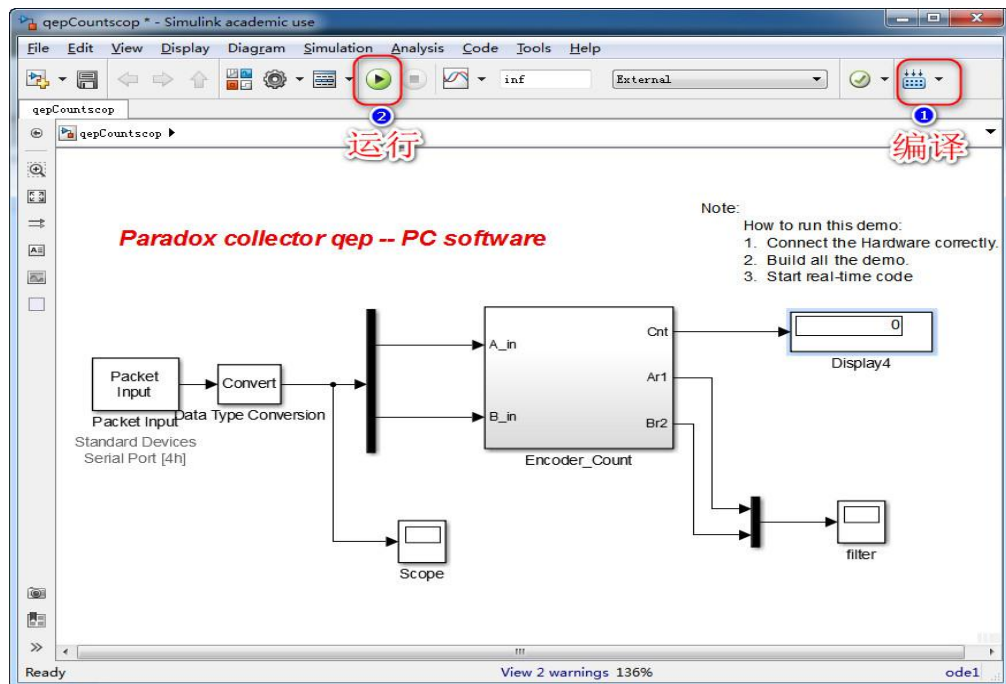 qepCountscop * - Simulink academic use
File Edit View Display Diagram Simulation Analysis Code Tools Help
inf External
qepCountscop
qepCountscop
2
运行
1
编译
Note:
How to run this demo:
1. Connect the Hardware correctly.
2. Build all the demo.
3. Start real-time code
Paradox collector qep -- PC software
Packet
Input
Packet Input
Standard Devices
Serial Port [4h]
Convert
Data Type Conversion
A_in
B_in
Cnt
Ar1
Br2
Encoder_Count
0
Display4
Scope
filter
Ready View 2 warnings 136% ode1